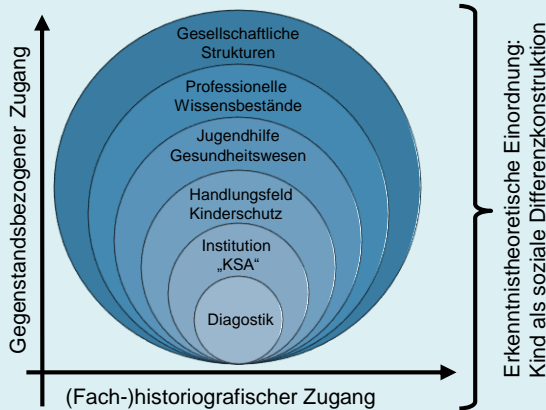 Gesellschaftliche
Strukturen
Professionelle
Wissensbestände
Jugendhilfe
Gesundheitswesen
Handlungsfeld
Kinderschutz
Institution
„KSA“
Diagostik
Gegenstandsbezogener Zugang
(Fach-)historiografischer Zugang
Erkenntnistheoretische Einordnung:
Kind als soziale Differenzkonstruktion